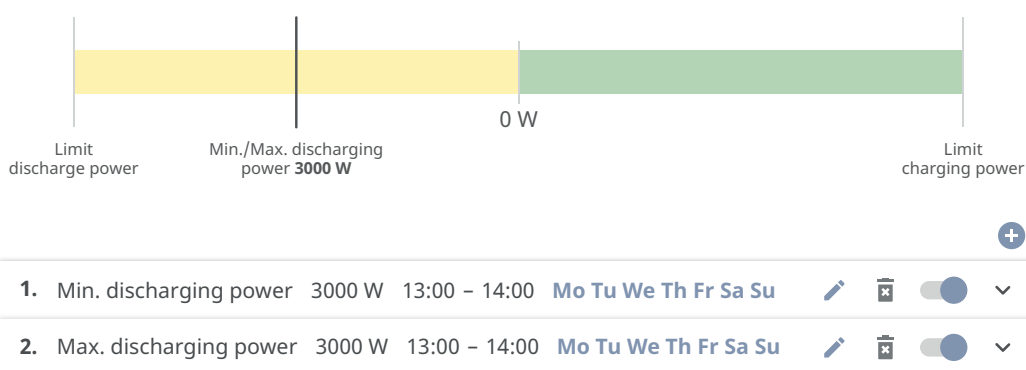 0 W
Limit
discharge power
Min./Max. discharging
power 3000 W
Limit
charging power
1. Min. discharging power 3000 W 13:00 – 14:00 Mo Tu We Th Fr Sa Su
2. Max. discharging power 3000 W 13:00 – 14:00 Mo Tu We Th Fr Sa Su